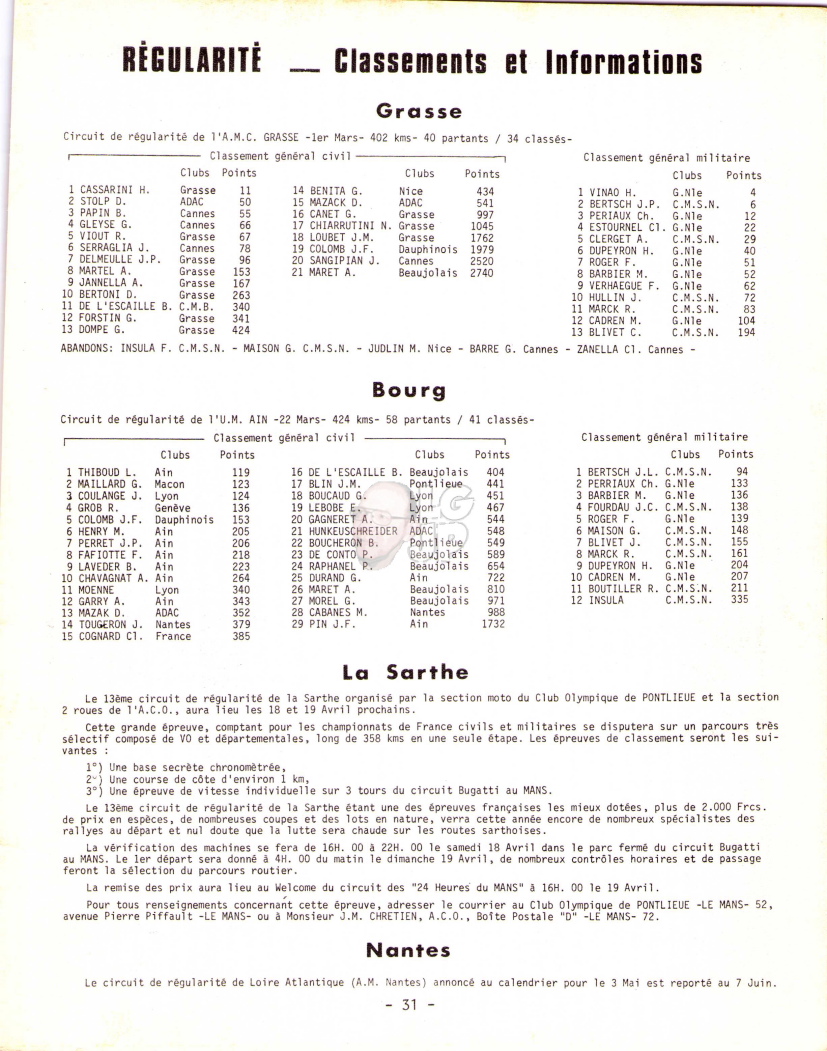 RÉGULARITÉ — Classements et Informations
Grasse
Circuit de régularité de l'A.M.C. GRASSE -1er Mars- 402 kms- 40 partants / 34 classés-
Classement général civil
Clubs Points
1 CASSARINI H. Grasse 11
2 STOLP D. ADAC 50
3 PAPIN B. Cannes 55
4 GLEYSE G. Cannes 66
5 VIOUT R. Grasse 67
6 SERRAGLIA J. Cannes 78
7 DELMEULLE J.P. Grasse 96
8 MARTEL A. Grasse 153
9 JANNELLA A. Grasse 167
10 BERTONI D. Grasse 263
11 DE L'ESCAILLE B. C.M.B. 340
12 FORSTIN G. Grasse 341
13 DOMPE G. Grasse 424
Clubs Points
14 BENITA G. Nice 434
15 MAZACK D. ADAC 541
16 CANET G. Grasse 997
17 CHIARRUTINI N. Grasse 1045
18 LOUBET J.M. Grasse 1762
19 COLOMB J.F. Dauphinois 1979
20 SANGIPIAN J. Cannes 2520
21 MARET A. Beaujolais 2740
Classement général militaire
Clubs Points
1 VINAO H. G.Nle 4
2 BERTSCH J.P. C.M.S.N. 6
3 PERIAUX Ch. G.Nle 12
4 ESTOURNEL Cl. G.Nle 22
5 CLERGET A. C.M.S.N. 29
6 DUPEYRON H. G.Nle 40
7 ROGER F. G.Nle 51
8 BARBIER M. G.Nle 52
9 VERHAEGUE F. G.Nle 62
10 HULLIN J. C.M.S.N. 72
11 MARCK R. C.M.S.N. 83
12 CADREN M. G.Nle 104
13 BLIVET C. C.M.S.N. 194
ABANDONS: INSULA F. C.M.S.N. - MAISON G. C.M.S.N. - JUDLIN M. Nice - BARRE G. Cannes - ZANELLA Cl. Cannes -
Bourg
Circuit de régularité de l'U.M. AIN -22 Mars- 424 kms- 58 partants / 41 classés-
Classement général civil
Clubs Points
1 THIBOUD L. Ain 119
2 MAILLARD G. Macon 123
3 COULANGE J. Lyon 124
4 GROB R. Genève 136
5 COLOMB J.F. Dauphinois 153
6 HENRY M. Ain 205
7 PERRET J.P. Ain 206
8 FAFIOTTE F. Ain 218
9 LAVEDER B. Ain 223
10 CHAVAGNAT A. Ain 264
11 MOENNE Lyon 340
12 GARRY A. Ain 343
13 MAZAK D. ADAC 352
14 TOUGERON J. Nantes 379
15 COGNARD Cl. France 385
Clubs Points
16 DE L'ESCAILLE B. Beaujolais 404
17 BLIN J.M. Pontlieue 441
18 BOUCAUD G. Lyon 451
19 LEBOBE E. Lyon 467
20 GAGNERET A. Ain 544
21 HUNKEUSCHREIDER ADAC 548
22 BOUCHERON B. Pontlieue 549
23 DE CONTO P. Beaujolais 589
24 RAPHANEL P. Beaujolais 654
25 DURAND G. Ain 722
26 MARET A. Beaujolais 810
27 MOREL G. Beaujolais 971
28 CABANES M. Nantes 988
29 PIN J.F. Ain 1732
Classement général militaire
Clubs Points
1 BERTSCH J.L. C.M.S.N. 94
2 PERRIAUX Ch. G.Nle 133
3 BARBIER M. G.Nle 136
4 FOURDAU J.C. C.M.S.N. 138
5 ROGER F. G.Nle 139
6 MAISON G. C.M.S.N. 148
7 BLIVET J. C.M.S.N. 155
8 MARCK R. C.M.S.N. 161
9 DUPEYRON H. G.Nle 204
10 CADREN M. G.Nle 207
11 BOUTILLER R. C.M.S.N. 211
12 INSULA C.M.S.N. 335
La Sarthe
Le 13ème circuit de régularité de la Sarthe organisé par la section moto du Club Olympique de PONTLIEUE et la section
2 roues de l'A.C.O., aura lieu les 18 et 19 Avril prochains.
Cette grande épreuve, comptant pour les championnats de France civils et militaires se disputera sur un parcours très
sélectif composé de VO et départementales, long de 358 kms en une seule étape. Les épreuves de classement seront les sui-
vantes :
1°) Une base secrète chronomètrée,
2°) Une course de côte d'environ 1 km,
3°) Une épreuve de vitesse individuelle sur 3 tours du circuit Bugatti au MANS.
Le 13ème circuit de régularité de la Sarthe étant une des épreuves françaises les mieux dotées, plus de 2.000 Frcs.
de prix en espèces, de nombreuses coupes et des lots en nature, verra cette année encore de nombreux spécialistes des
rallyes au départ et nul doute que la lutte sera chaude sur les routes sarthoises.
La vérification des machines se fera de 16H. 00 à 22H. 00 le samedi 18 Avril dans le parc fermé du circuit Bugatti
au MANS. Le 1er départ sera donné à 4H. 00 du matin le dimanche 19 Avril, de nombreux contrôles horaires et de passage
feront la sélection du parcours routier.
La remise des prix aura lieu au Welcome du circuit des "24 Heures du MANS" à 16H. 00 le 19 Avril.
Pour tous renseignements concernant cette épreuve, adresser le courrier au Club Olympique de PONTLIEUE -LE MANS- 52,
avenue Pierre Piffault -LE MANS- ou à Monsieur J.M. CHRETIEN, A.C.O., Boîte Postale "D" -LE MANS- 72.
Nantes
Le circuit de régularité de Loire Atlantique (A.M. Nantes) annoncé au calendrier pour le 3 Mai est reporté au 7 Juin.
- 31 -